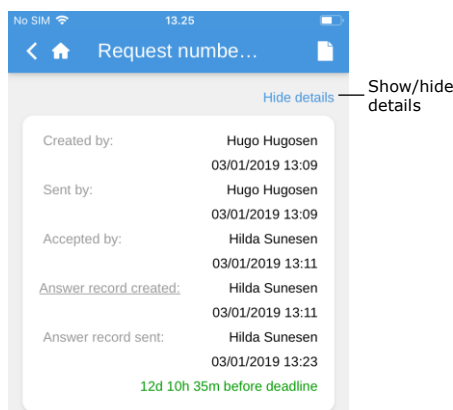 No SIM 13.25
Request numbe...
Hide details
Show/hide
details
Created by: Hugo Hugosen
03/01/2019 13:09
Sent by: Hugo Hugosen
03/01/2019 13:09
Accepted by: Hilda Sunesen
03/01/2019 13:11
Answer record created: Hilda Sunesen
03/01/2019 13:11
Answer record sent: Hilda Sunesen
03/01/2019 13:23
12d 10h 35m before deadline